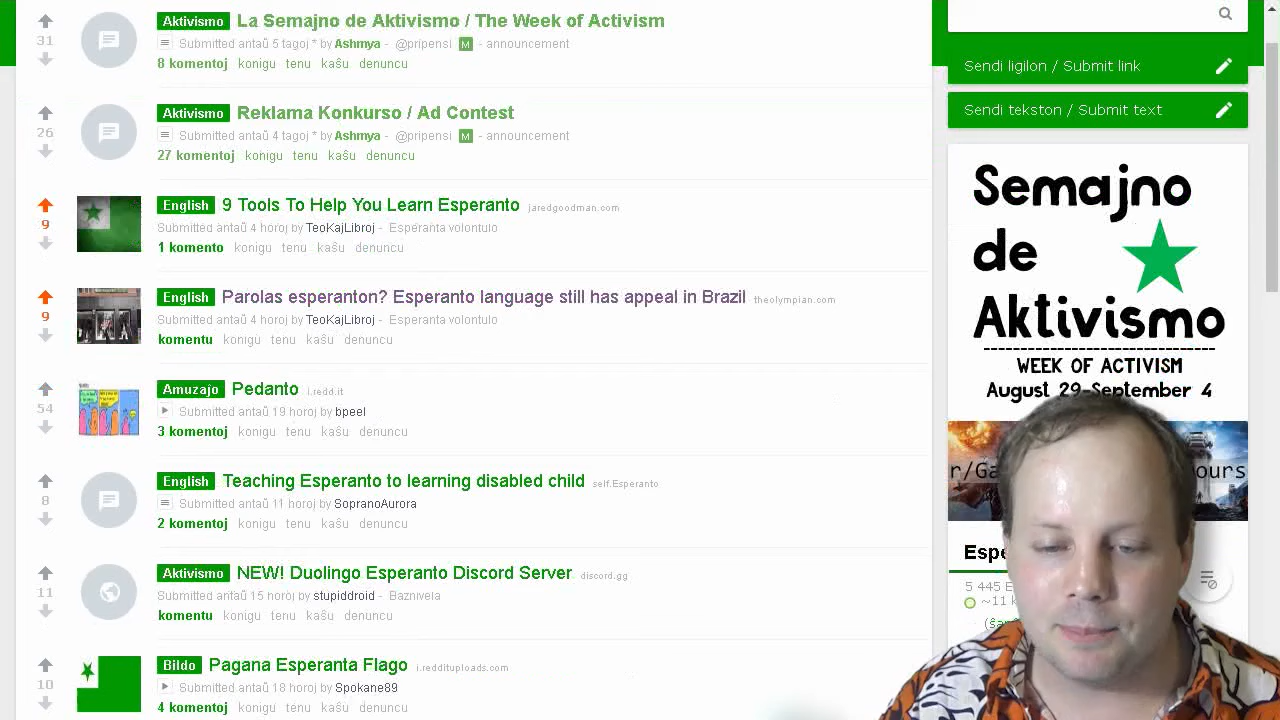 31
Aktivismo La Semajno de Aktivismo / The Week of Activism
Submitted antaŭ 5 tagoj * by Ashmya - @pripensi M - announcement
8 komentoj konigu tenu kaŝu denuncu
26
Aktivismo Reklama Konkurso / Ad Contest
Submitted antaŭ 4 tagoj * by Ashmya - @pripensi M - announcement
27 komentoj konigu tenu kaŝu denuncu
9
English 9 Tools To Help You Learn Esperanto jaredgoodman.com
Submitted antaŭ 4 horoj by TeoKajLibroj - Esperanta volontulo
1 komento konigu tenu kaŝu denuncu
9
English Parolas esperanton? Esperanto language still has appeal in Brazil theolympian.com
Submitted antaŭ 4 horoj by TeoKajLibroj - Esperanta volontulo
komentu konigu tenu kaŝu denuncu
54
Amuzaĵo Pedanto i.redd.it
Submitted antaŭ 19 horoj by bpeel
3 komentoj konigu tenu kaŝu denuncu
8
English Teaching Esperanto to learning disabled child self.Esperanto
Submitted antaŭ 11 horoj by SopranoAurora
2 komentoj konigu tenu kaŝu denuncu
11
Aktivismo NEW! Duolingo Esperanto Discord Server discord.gg
Submitted antaŭ 15 horoj by stupiddroid - Baznivela
komentu konigu tenu kaŝu denuncu
10
Bildo Pagana Esperanta Flago i.reddituploads.com
Submitted antaŭ 18 horoj by Spokane89
4 komentoj konigu tenu kaŝu denuncu
Sendi ligilon / Submit link
Sendi tekston / Submit text
Semajno
de
Aktivismo
WEEK OF ACTIVISM
August 29-September 4
r/Ga ours
Espe
5 445 E
~11